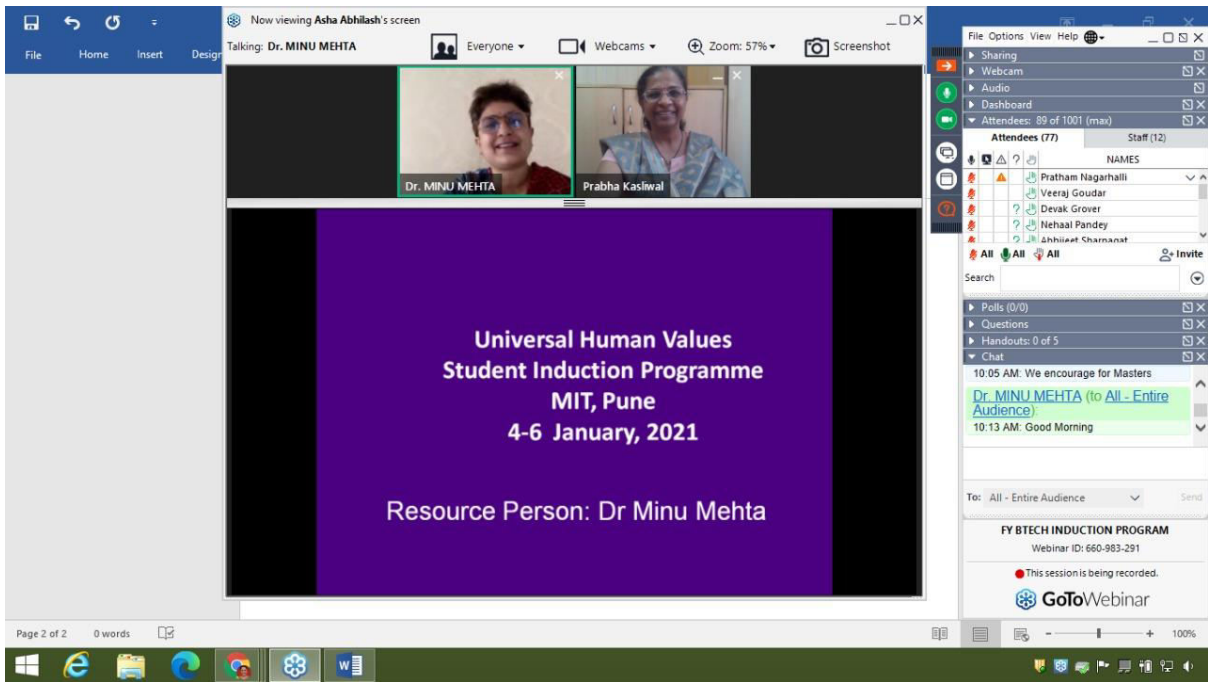 File
Home
Insert
Design
Now viewing Asha Abhilash's screen
Talking: Dr. MINU MEHTA
Everyone
Webcams
Zoom: 57%
Screenshot
Dr. MINU MEHTA
Prabha Kasliwal
Universal Human Values
Student Induction Programme
MIT, Pune
4-6 January, 2021
Resource Person: Dr Minu Mehta
File Options View Help
Sharing
Webcam
Audio
Dashboard
Attendees: 89 of 1001 (max)
Attendees (77)
Staff (12)
NAMES
Pratham Nagarhalli
Veeraj Goudar
Devak Grover
Nehaal Pandey
Abhijeet Sharnagat
All All All Invite
Search
Polls (0/0)
Questions
Handouts: 0 of 5
Chat
10:05 AM: We encourage for Masters
Dr. MINU MEHTA (to All - Entire
Audience):
10:13 AM: Good Morning
To: All - Entire Audience
Send
FY BTECH INDUCTION PROGRAM
Webinar ID: 660-983-291
This session is being recorded.
GoToWebinar
Page 2 of 2 0 words
100%